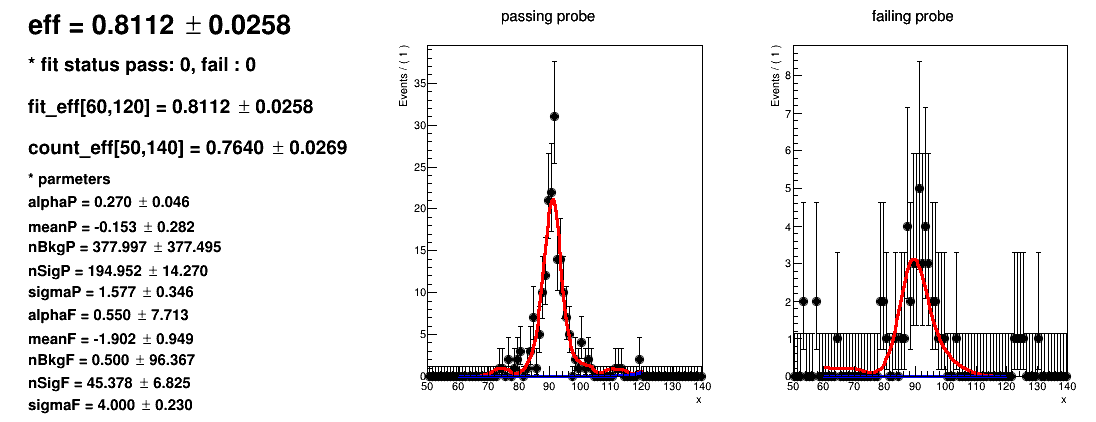 eff = 0.8112 ± 0.0258
* fit status pass: 0, fail : 0
fit_eff[60,120] = 0.8112 ± 0.0258
count_eff[50,140] = 0.7640 ± 0.0269
* parmeters
alphaP = 0.270 ± 0.046
meanP = -0.153 ± 0.282
nBkgP = 377.997 ± 377.495
nSigP = 194.952 ± 14.270
sigmaP = 1.577 ± 0.346
alphaF = 0.550 ± 7.713
meanF = -1.902 ± 0.949
nBkgF = 0.500 ± 96.367
nSigF = 45.378 ± 6.825
sigmaF = 4.000 ± 0.230
passing probe
Events / ( 1 )
35
30
25
20
15
10
5
0
50 60 70 80 90 100 110 120 130 140
x
failing probe
Events / ( 1 )
8
7
6
5
4
3
2
1
0
50 60 70 80 90 100 110 120 130 140
x